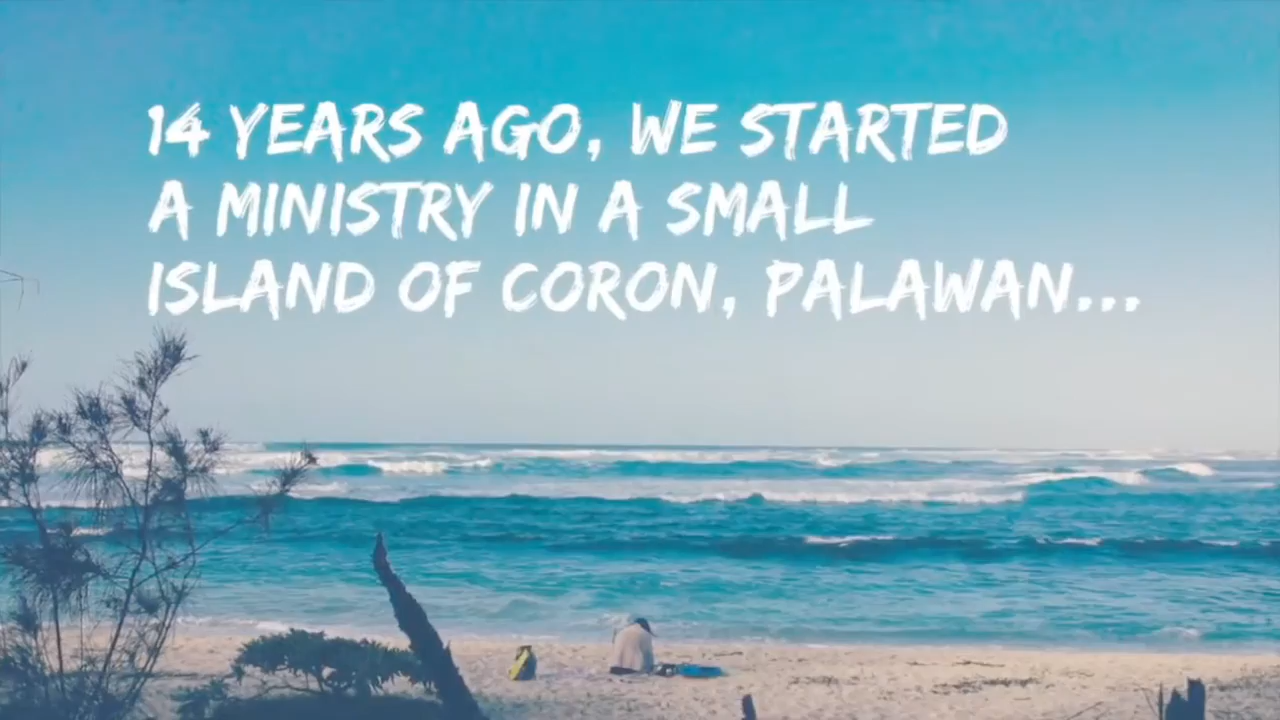 14 YEARS AGO, WE STARTED
A MINISTRY IN A SMALL
ISLAND OF CORON, PALAWAN...